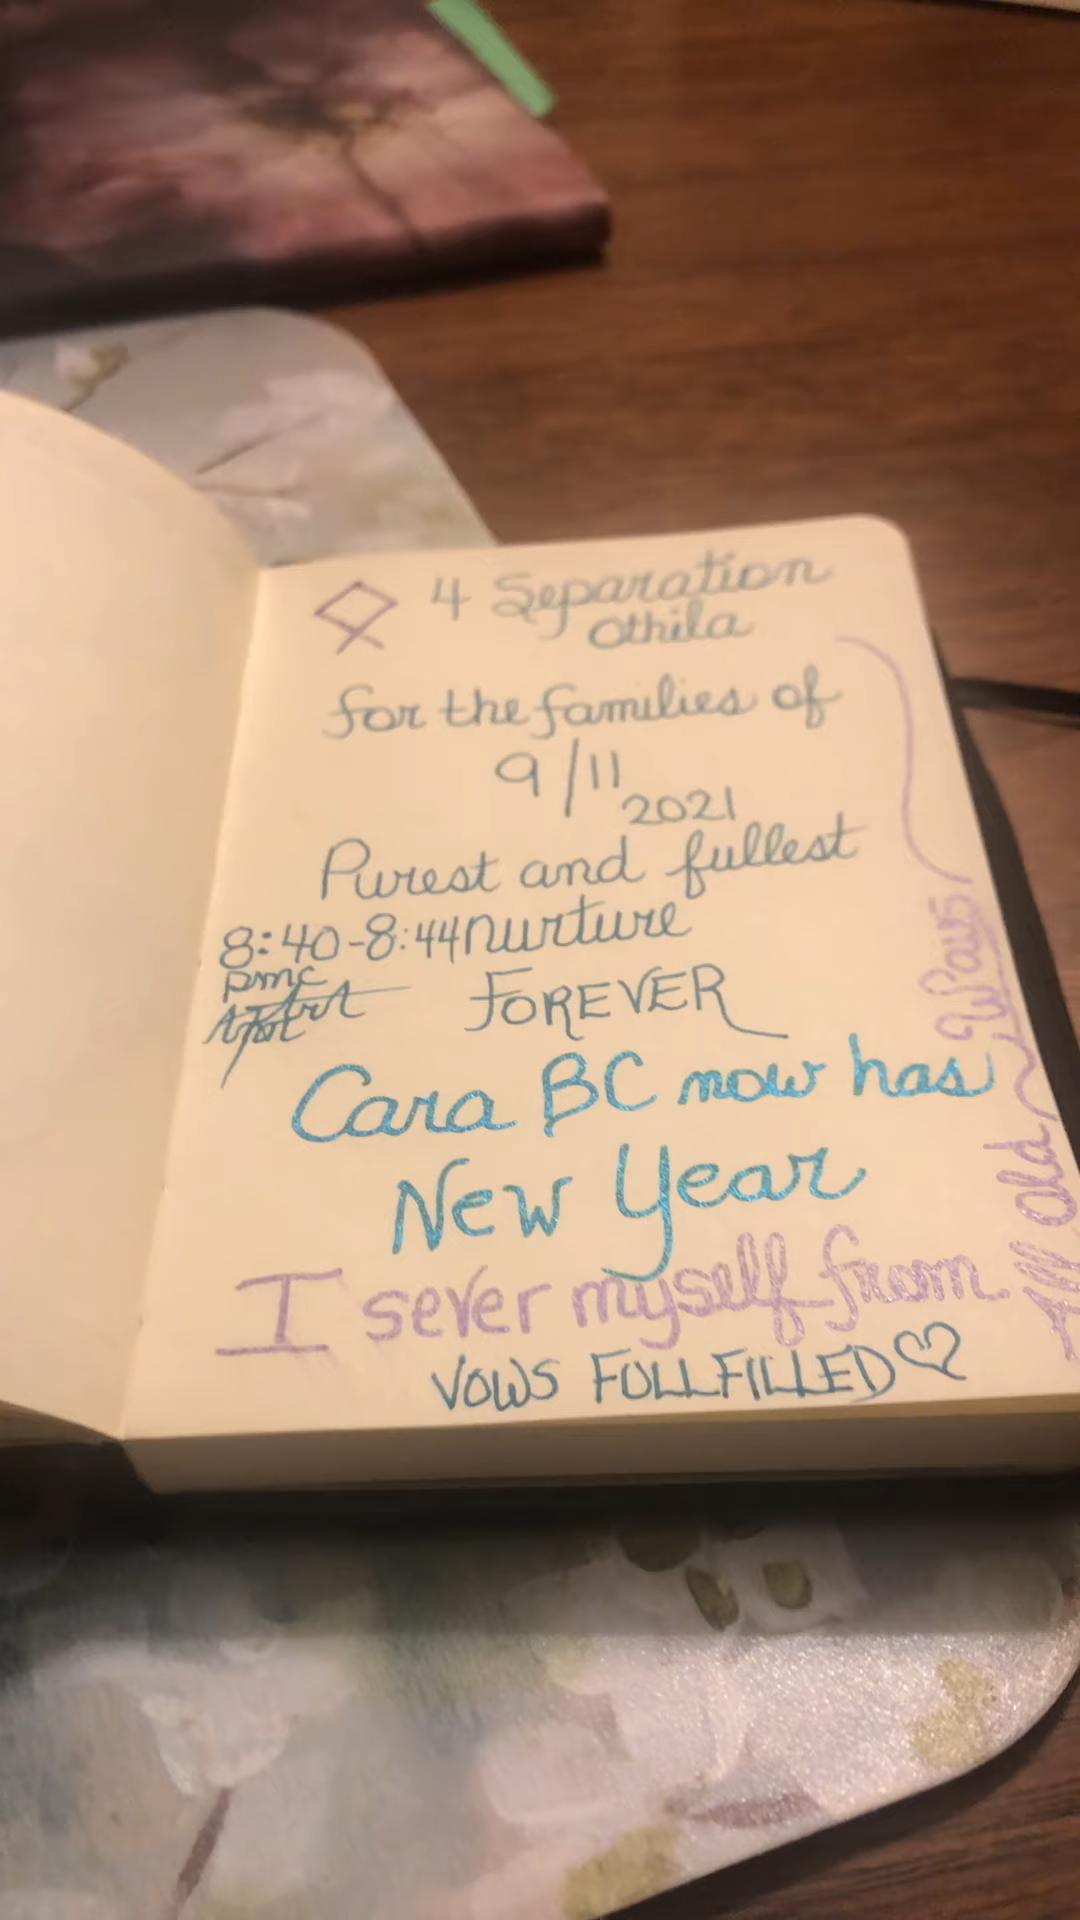 4 Separation
Othila
for the families of
9/11
2021
Purest and fullest
8:40-8:44 nurture
pmc
FOREVER
Cara BC now has
New Year
I sever myself from
All old Ways
VOWS FULLFILLED